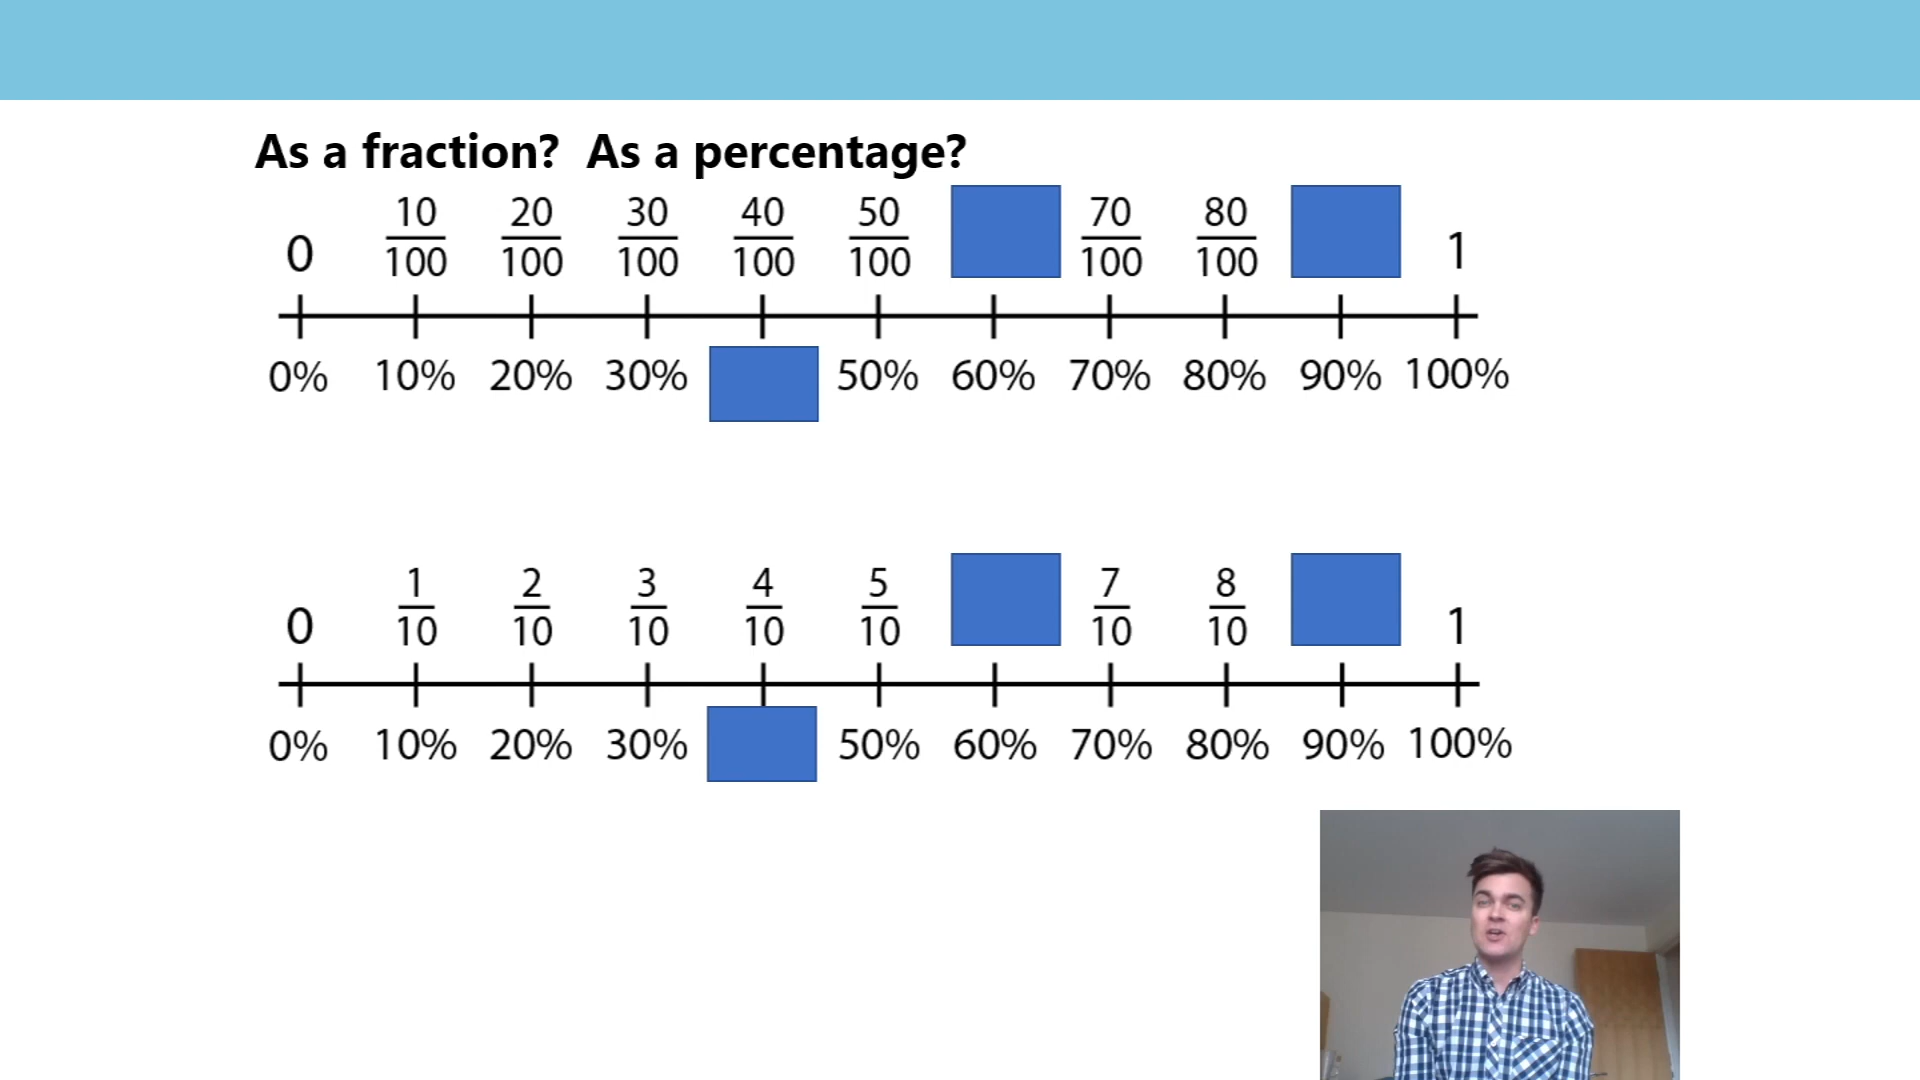 As a fraction? As a percentage?
0 10/100 20/100 30/100 40/100 50/100 70/100 80/100 1
0% 10% 20% 30% 50% 60% 70% 80% 90% 100%
0 1/10 2/10 3/10 4/10 5/10 7/10 8/10 1
0% 10% 20% 30% 50% 60% 70% 80% 90% 100%